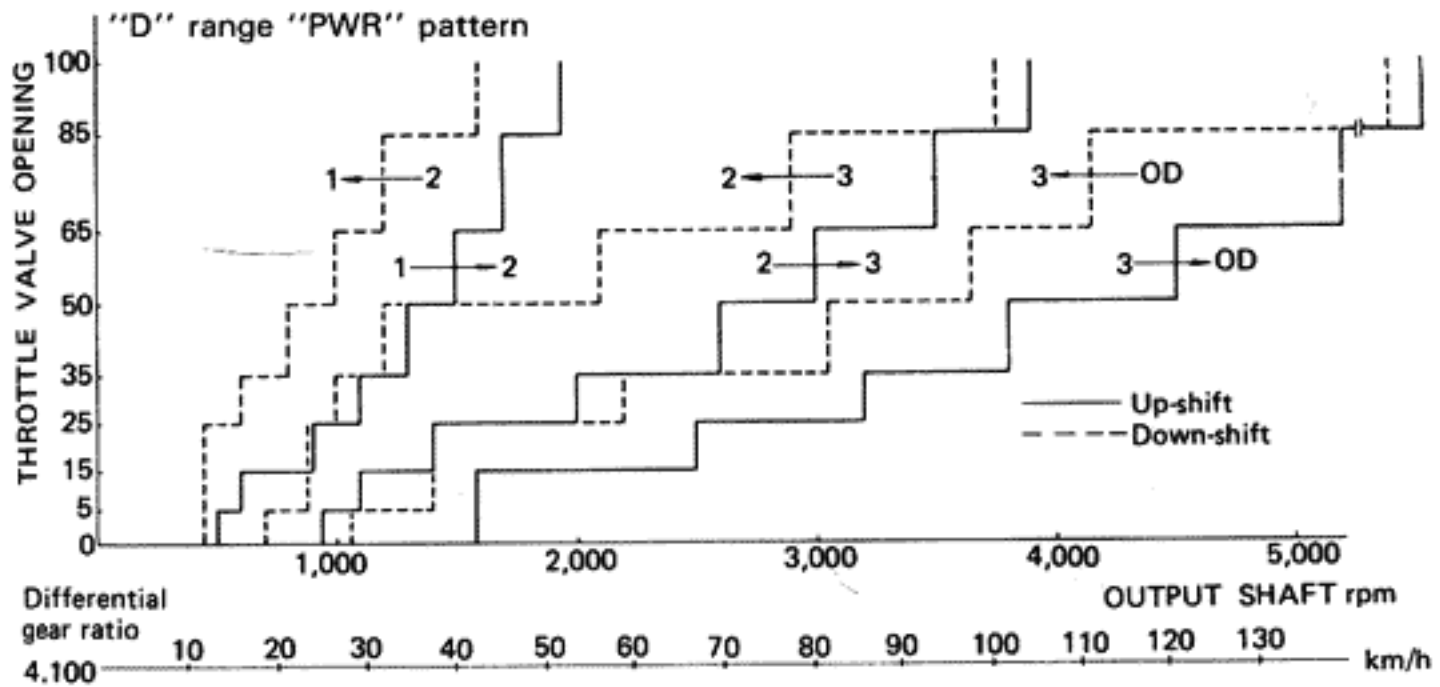 "D" range "PWR" pattern
THROTTLE VALVE OPENING
100
85
65
50
35
25
15
5
0
1 2
2 3
3 OD
1 2
2 3
3 OD
Up-shift
Down-shift
1,000 2,000 3,000 4,000 5,000
OUTPUT SHAFT rpm
Differential
gear ratio
4.100
10 20 30 40 50 60 70 80 90 100 110 120 130
km/h